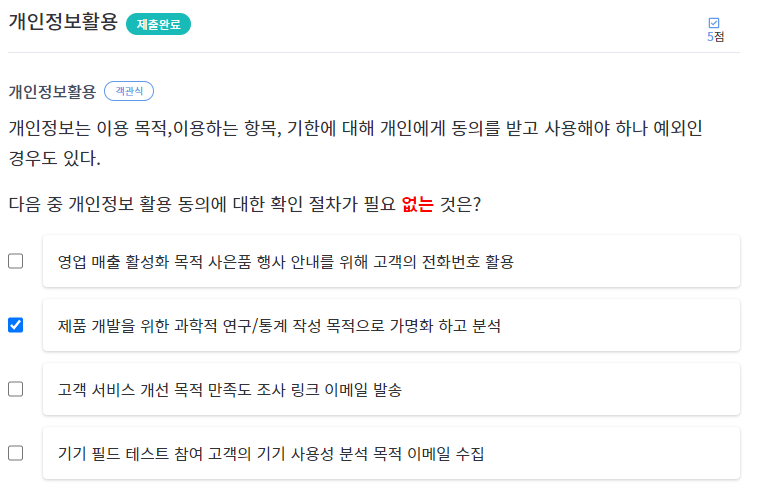 개인정보활용 제출완료
5점
개인정보활용 객관식
개인정보는 이용 목적,이용하는 항목, 기한에 대해 개인에게 동의를 받고 사용해야 하나 예외인
경우도 있다.
다음 중 개인정보 활용 동의에 대한 확인 절차가 필요 없는 것은?
영업 매출 활성화 목적 사은품 행사 안내를 위해 고객의 전화번호 활용
제품 개발을 위한 과학적 연구/통계 작성 목적으로 가명화 하고 분석
고객 서비스 개선 목적 만족도 조사 링크 이메일 발송
기기 필드 테스트 참여 고객의 기기 사용성 분석 목적 이메일 수집